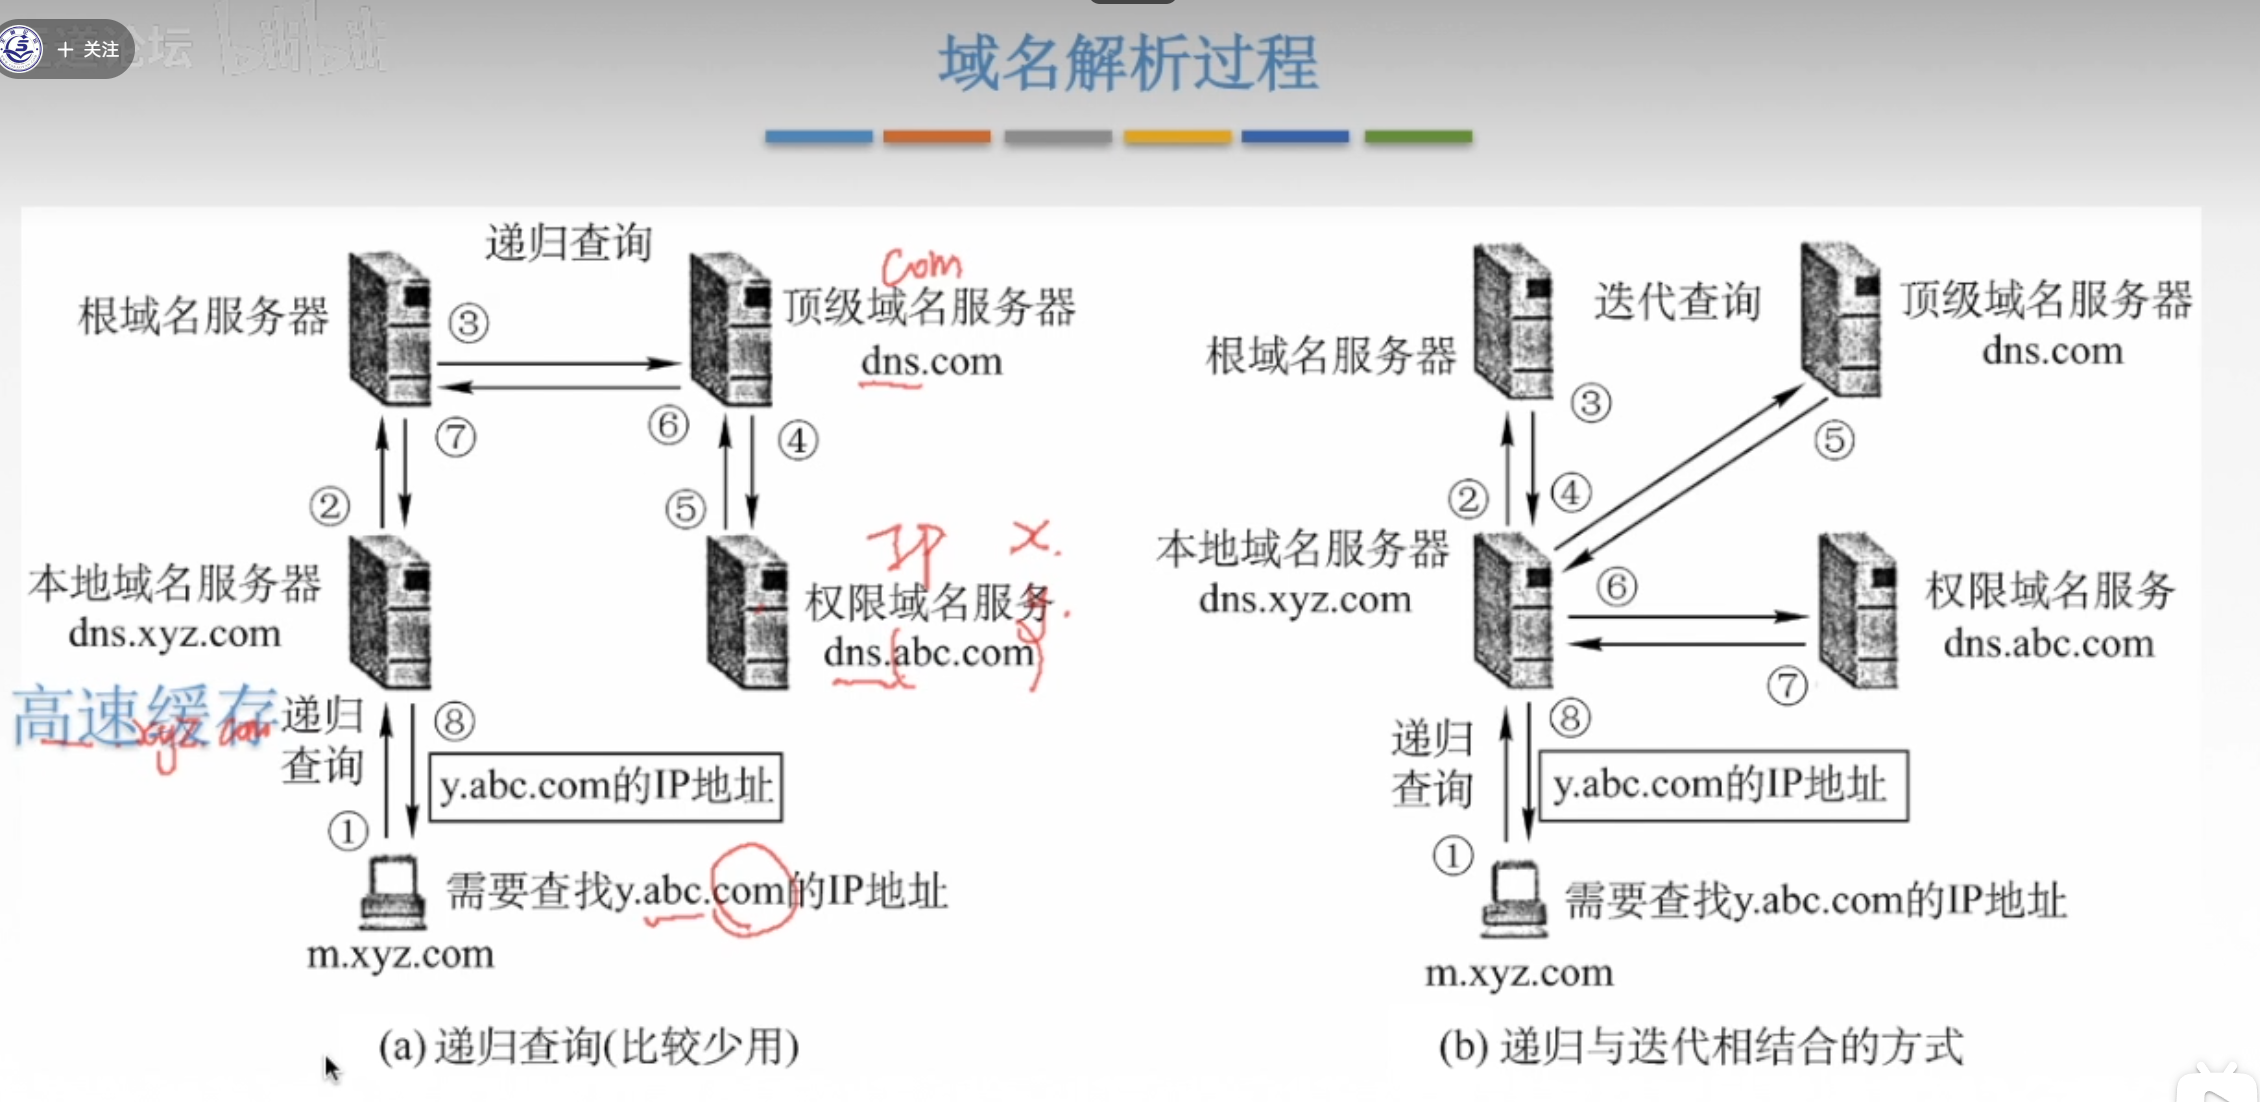 + 关注
论坛
bilibili
域名解析过程
递归查询
com
根域名服务器
③
顶级域名服务器
dns.com
⑦
⑥
④
②
⑤
IP
x.
本地域名服务器
dns.xyz.com
权限域名服务
y.
dns.abc.com
(
)
高速缓存
xyz com
递归
查询
⑧
y.abc.com的IP地址
①
需要查找y.abc.com的IP地址
m.xyz.com
(a) 递归查询(比较少用)
迭代查询
顶级域名服务器
dns.com
根域名服务器
③
⑤
②
④
本地域名服务器
dns.xyz.com
⑥
权限域名服务
dns.abc.com
⑦
递归
查询
⑧
y.abc.com的IP地址
①
需要查找y.abc.com的IP地址
m.xyz.com
(b) 递归与迭代相结合的方式